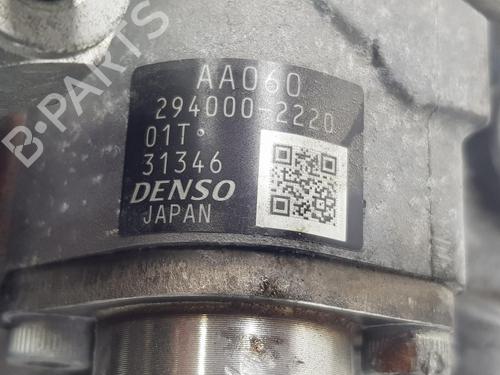 B-PARTS
AA060
294000-2220
01T°
31346
DENSO
JAPAN